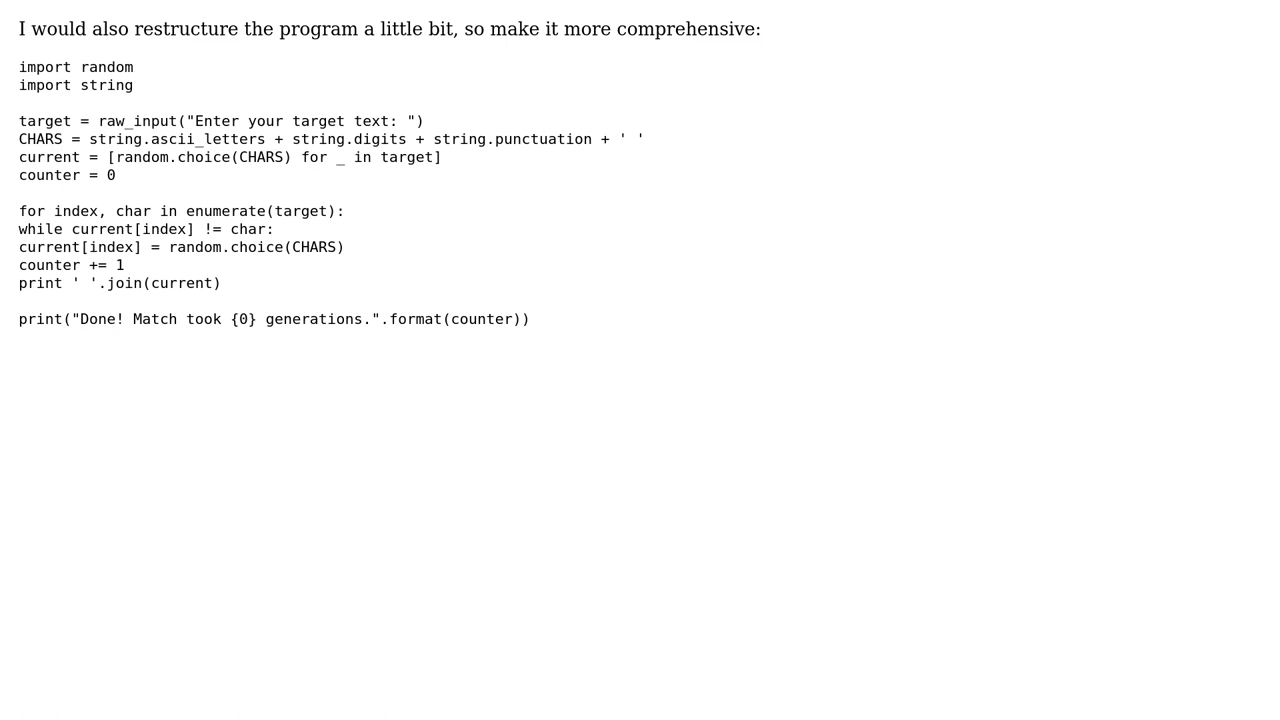 I would also restructure the program a little bit, so make it more comprehensive:
import random
import string
target = raw_input("Enter your target text: ")
CHARS = string.ascii_letters + string.digits + string.punctuation + ' '
current = [random.choice(CHARS) for _ in target]
counter = 0
for index, char in enumerate(target):
while current[index] != char:
current[index] = random.choice(CHARS)
counter += 1
print ' '.join(current)
print("Done! Match took {0} generations.".format(counter))